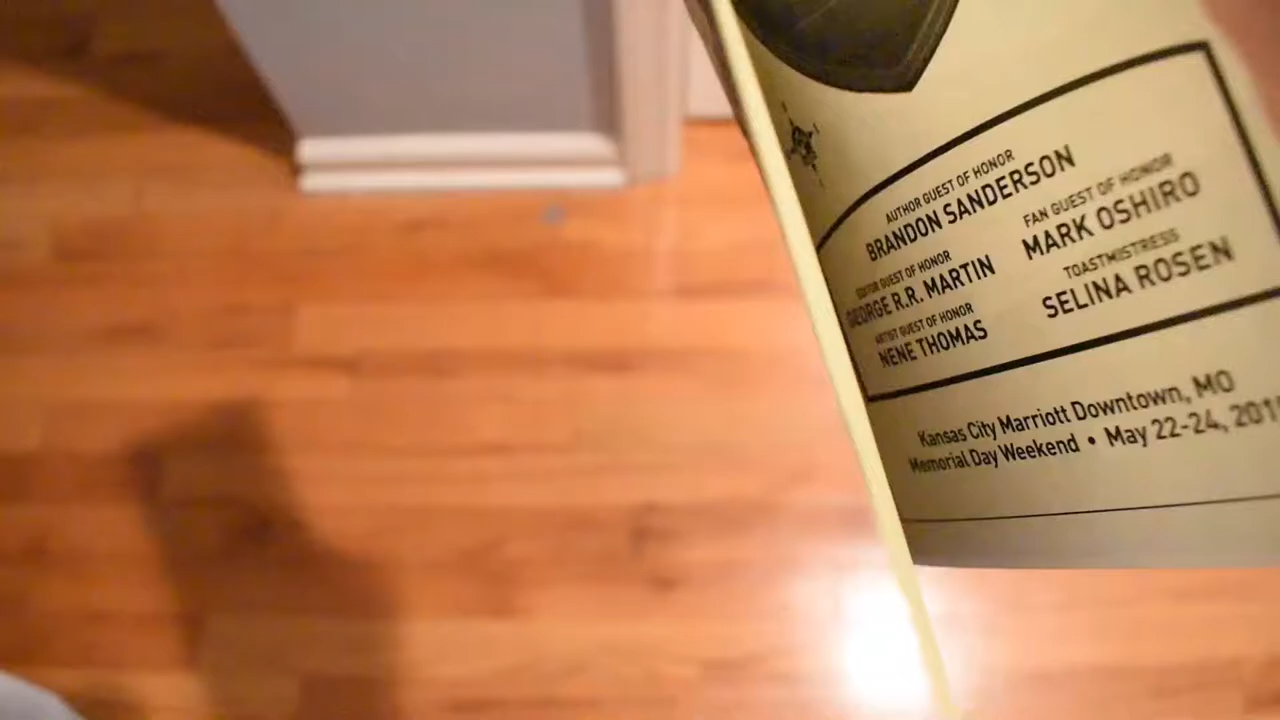 AUTHOR GUEST OF HONOR
BRANDON SANDERSON
EDITOR GUEST OF HONOR
GEORGE R.R. MARTIN
ARTIST GUEST OF HONOR
NENE THOMAS
FAN GUEST OF HONOR
MARK OSHIRO
TOASTMISTRESS
SELINA ROSEN
Kansas City Marriott Downtown, MO
Memorial Day Weekend • May 22-24,